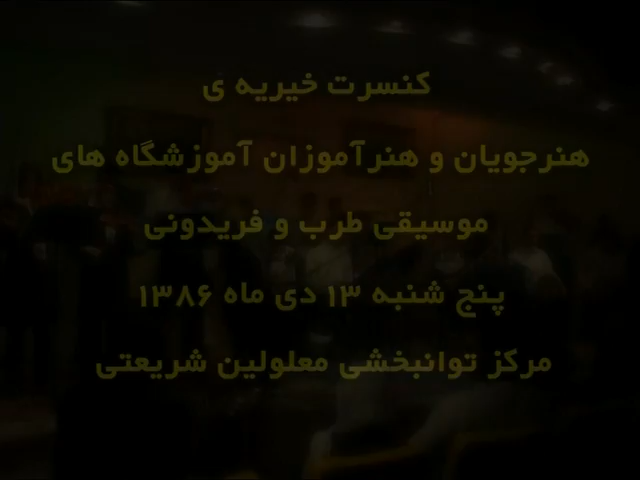 کنسرت خیریه ی
هنرجویان و هنرآموزان آموزشگاه های
موسیقی طرب و فریدونی
پنج شنبه ۱۳ دی ماه ۱۳۸۶
مرکز توانبخشی معلولین شریعتی